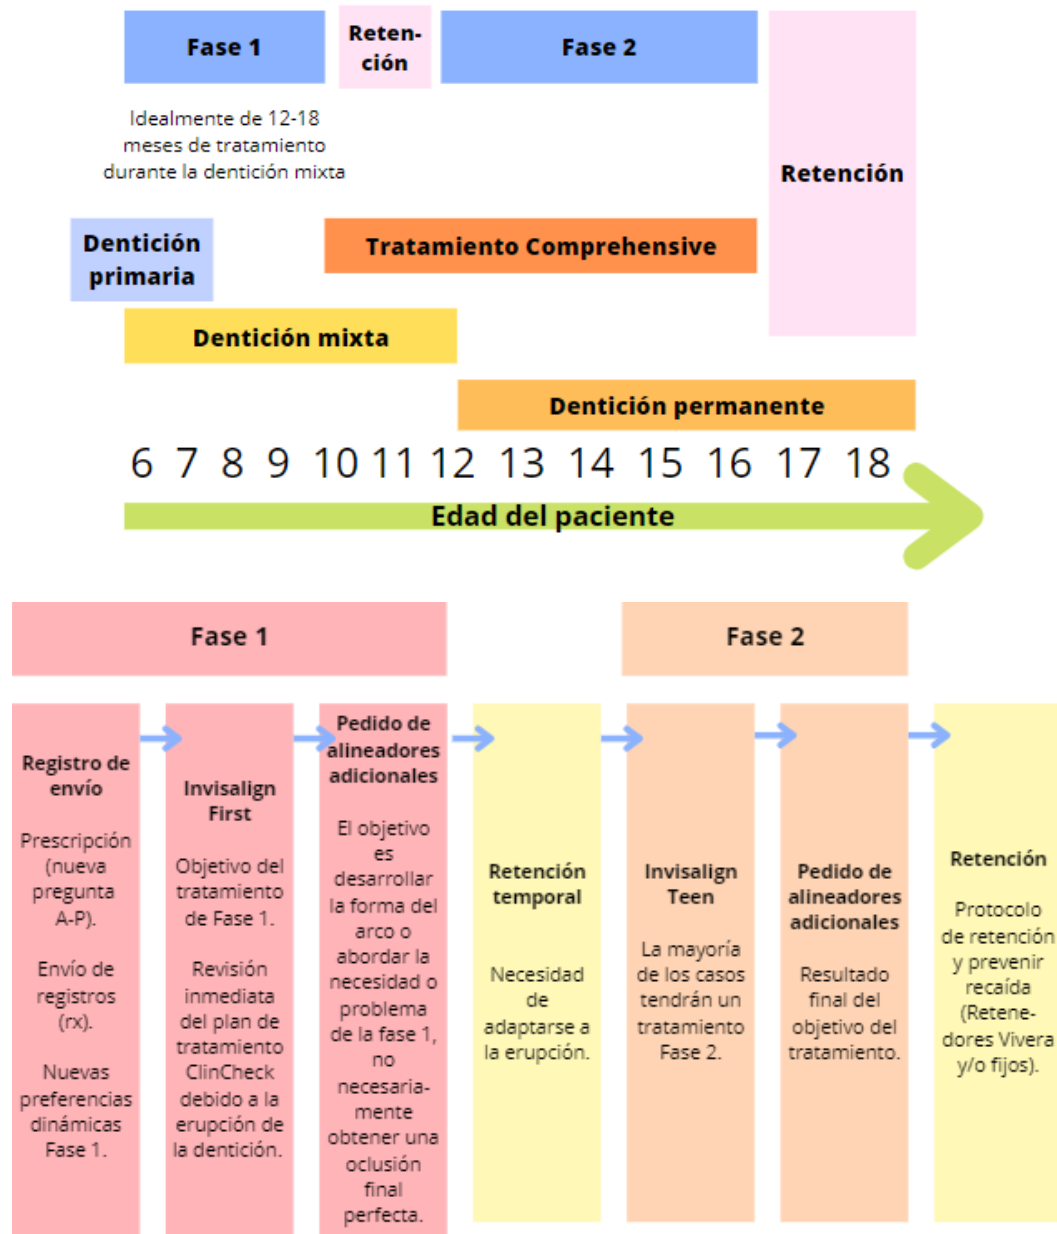 Fase 1
Reten-
ción
Fase 2
Retención
Idealmente de 12-18
meses de tratamiento
durante la dentición mixta
Dentición
primaria
Tratamiento Comprehensive
Dentición mixta
Dentición permanente
6 7 8 9 10 11 12 13 14 15 16 17 18
Edad del paciente
Fase 1
Fase 2
Registro de
envío
Prescripción
(nueva
pregunta
A-P).
Envío de
registros
(rx).
Nuevas
preferencias
dinámicas
Fase 1.
Invisalign
First
Objetivo del
tratamiento
de Fase 1.
Revisión
inmediata
del plan de
tratamiento
ClinCheck
debido a la
erupción de
la dentición.
Pedido de
alineadores
adicionales
El objetivo
es
desarrollar
la forma del
arco o
abordar la
necesidad o
problema
de la fase 1,
no
necesaria-
mente
obtener una
oclusión
final
perfecta.
Retención
temporal
Necesidad
de
adaptarse a
la erupción.
Invisalign
Teen
La mayoría
de los casos
tendrán un
tratamiento
Fase 2.
Pedido de
alineadores
adicionales
Resultado
final del
objetivo del
tratamiento.
Retención
Protocolo
de retención
y prevenir
recaída
(Retene-
dores Vivera
y/o fijos).